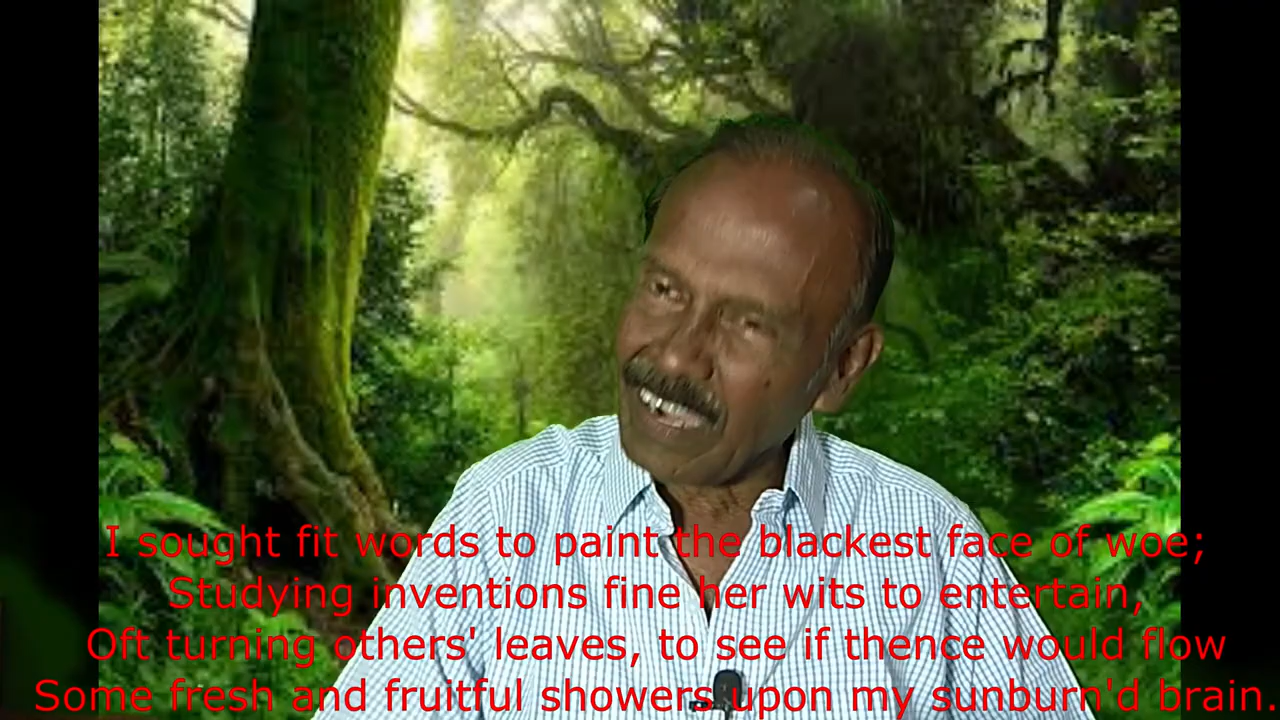 I sought fit words to paint the blackest face of woe;
Studying inventions fine her wits to entertain,
Oft turning others' leaves, to see if thence would flow
Some fresh and fruitful showers upon my sunburn'd brain.